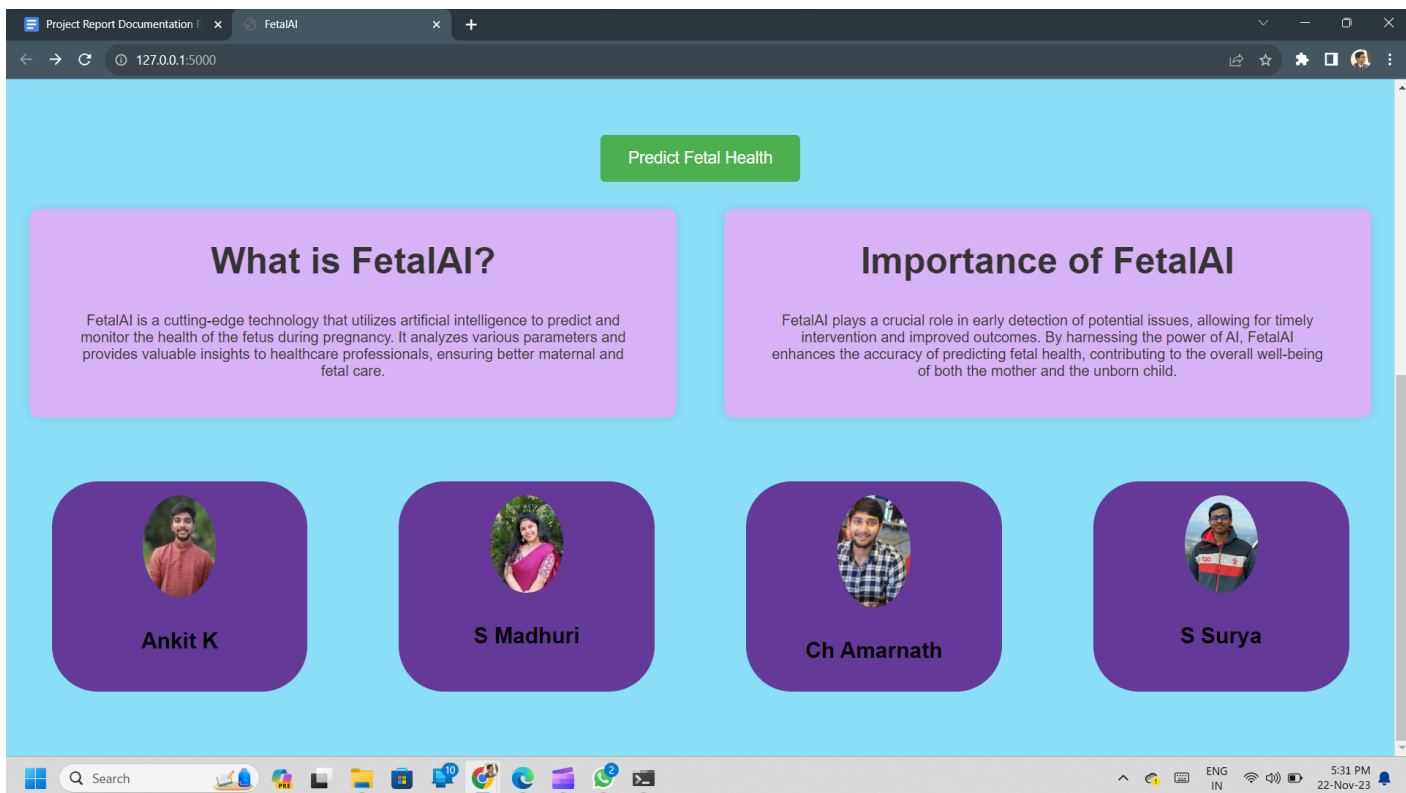 Project Report Documentation F
FetalAI
127.0.0.1:5000
Predict Fetal Health
What is FetalAI?
FetalAI is a cutting-edge technology that utilizes artificial intelligence to predict and
monitor the health of the fetus during pregnancy. It analyzes various parameters and
provides valuable insights to healthcare professionals, ensuring better maternal and
fetal care.
Importance of FetalAI
FetalAI plays a crucial role in early detection of potential issues, allowing for timely
intervention and improved outcomes. By harnessing the power of AI, FetalAI
enhances the accuracy of predicting fetal health, contributing to the overall well-being
of both the mother and the unborn child.
Ankit K
S Madhuri
Ch Amarnath
S Surya
Search
PRE
10
2
ENG
IN
5:31 PM
22-Nov-23